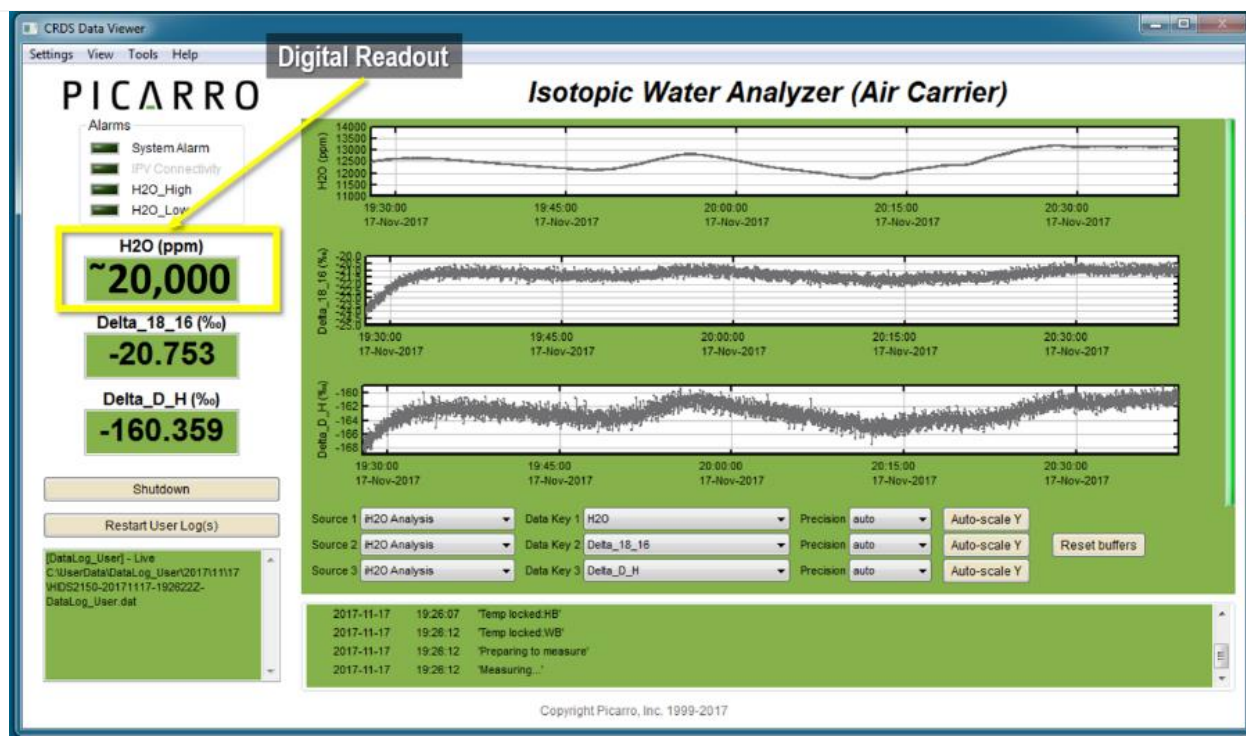 CRDS Data Viewer
Settings View Tools Help
Digital Readout
PICARRO
Isotopic Water Analyzer (Air Carrier)
Alarms
System Alarm
IPV Connectivity
H2O_High
H2O_Low
H2O (ppm)
~20,000
Delta_18_16 (‰)
-20.753
Delta_D_H (‰)
-160.359
Shutdown
Restart User Log(s)
[DataLog_User] - Live
C:\UserData\DataLog_User\2017\11\17
\HIDS2150-20171117-192622Z-
DataLog_User.dat
H2O (ppm)
14000
13500
13000
12500
12000
11500
11000
19:30:00 19:45:00 20:00:00 20:15:00 20:30:00
17-Nov-2017 17-Nov-2017 17-Nov-2017 17-Nov-2017 17-Nov-2017
Delta_18_16 (‰)
-20.0
-25.0
19:30:00 19:45:00 20:00:00 20:15:00 20:30:00
17-Nov-2017 17-Nov-2017 17-Nov-2017 17-Nov-2017 17-Nov-2017
Delta_D_H (‰)
-160
-162
-164
-166
-168
19:30:00 19:45:00 20:00:00 20:15:00 20:30:00
17-Nov-2017 17-Nov-2017 17-Nov-2017 17-Nov-2017 17-Nov-2017
Source 1 iH2O Analysis Data Key 1 H2O Precision auto Auto-scale Y
Source 2 iH2O Analysis Data Key 2 Delta_18_16 Precision auto Auto-scale Y Reset buffers
Source 3 iH2O Analysis Data Key 3 Delta_D_H Precision auto Auto-scale Y
2017-11-17 19:26:07 'Temp locked:HB'
2017-11-17 19:26:12 'Temp locked:WB'
2017-11-17 19:26:12 'Preparing to measure'
2017-11-17 19:26:12 'Measuring...'
Copyright Picarro, Inc. 1999-2017